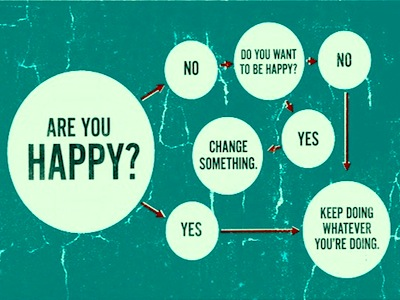 ARE YOU
HAPPY?
NO
DO YOU WANT
TO BE HAPPY?
NO
YES
CHANGE
SOMETHING.
YES
KEEP DOING
WHATEVER
YOU'RE DOING.